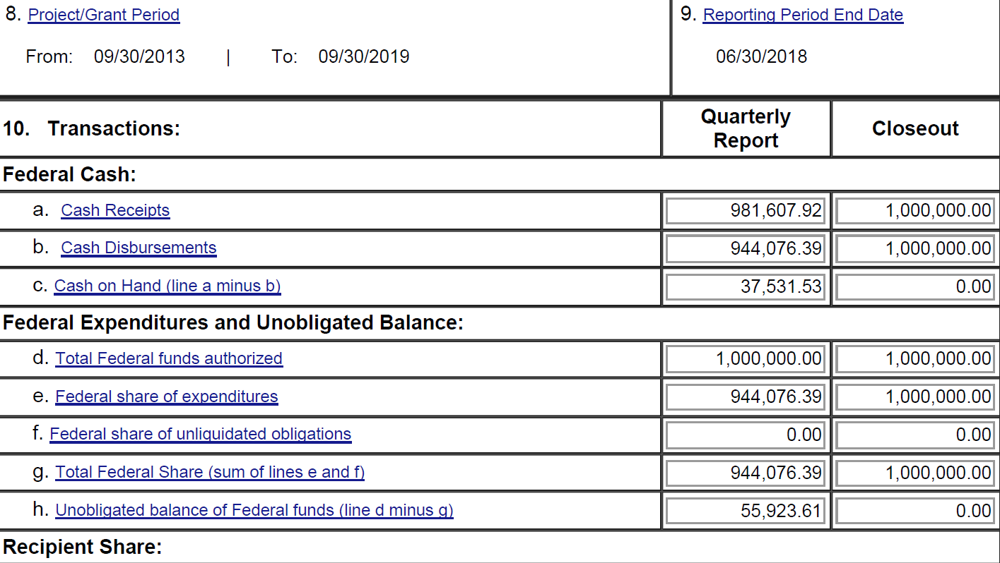 8. Project/Grant Period
9. Reporting Period End Date
From: 09/30/2013 | To: 09/30/2019
06/30/2018
10. Transactions:
Quarterly
Report
Closeout
Federal Cash:
a. Cash Receipts 981,607.92 1,000,000.00
b. Cash Disbursements 944,076.39 1,000,000.00
c. Cash on Hand (line a minus b) 37,531.53 0.00
Federal Expenditures and Unobligated Balance:
d. Total Federal funds authorized 1,000,000.00 1,000,000.00
e. Federal share of expenditures 944,076.39 1,000,000.00
f. Federal share of unliquidated obligations 0.00 0.00
g. Total Federal Share (sum of lines e and f) 944,076.39 1,000,000.00
h. Unobligated balance of Federal funds (line d minus g) 55,923.61 0.00
Recipient Share: